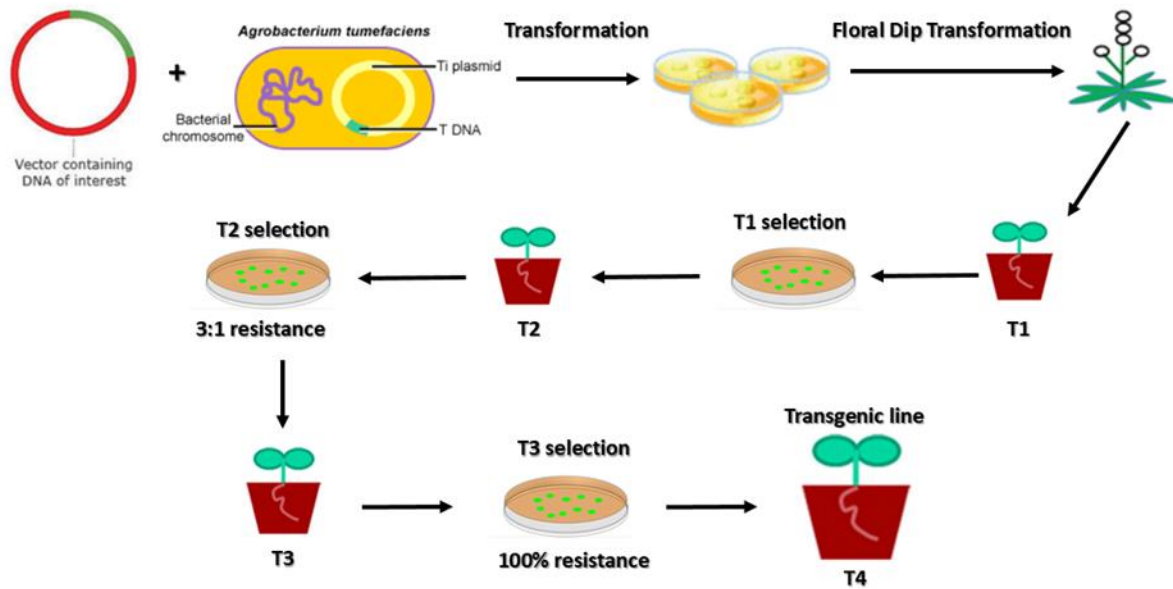 Agrobacterium tumefaciens
Transformation
Floral Dip Transformation
+
Ti plasmid
Bacterial
chromosome
T DNA
Vector containing
DNA of interest
T2 selection
T1 selection
3:1 resistance
T2
T1
T3 selection
Transgenic line
T3
100% resistance
T4